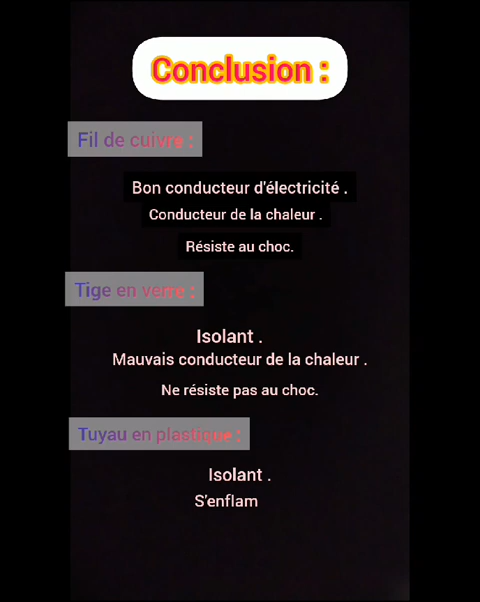 Conclusion :
Fil de cuivre :
Bon conducteur d'électricité .
Conducteur de la chaleur .
Résiste au choc.
Tige en verre :
Isolant .
Mauvais conducteur de la chaleur .
Ne résiste pas au choc.
Tuyau en plastique :
Isolant .
S'enflam